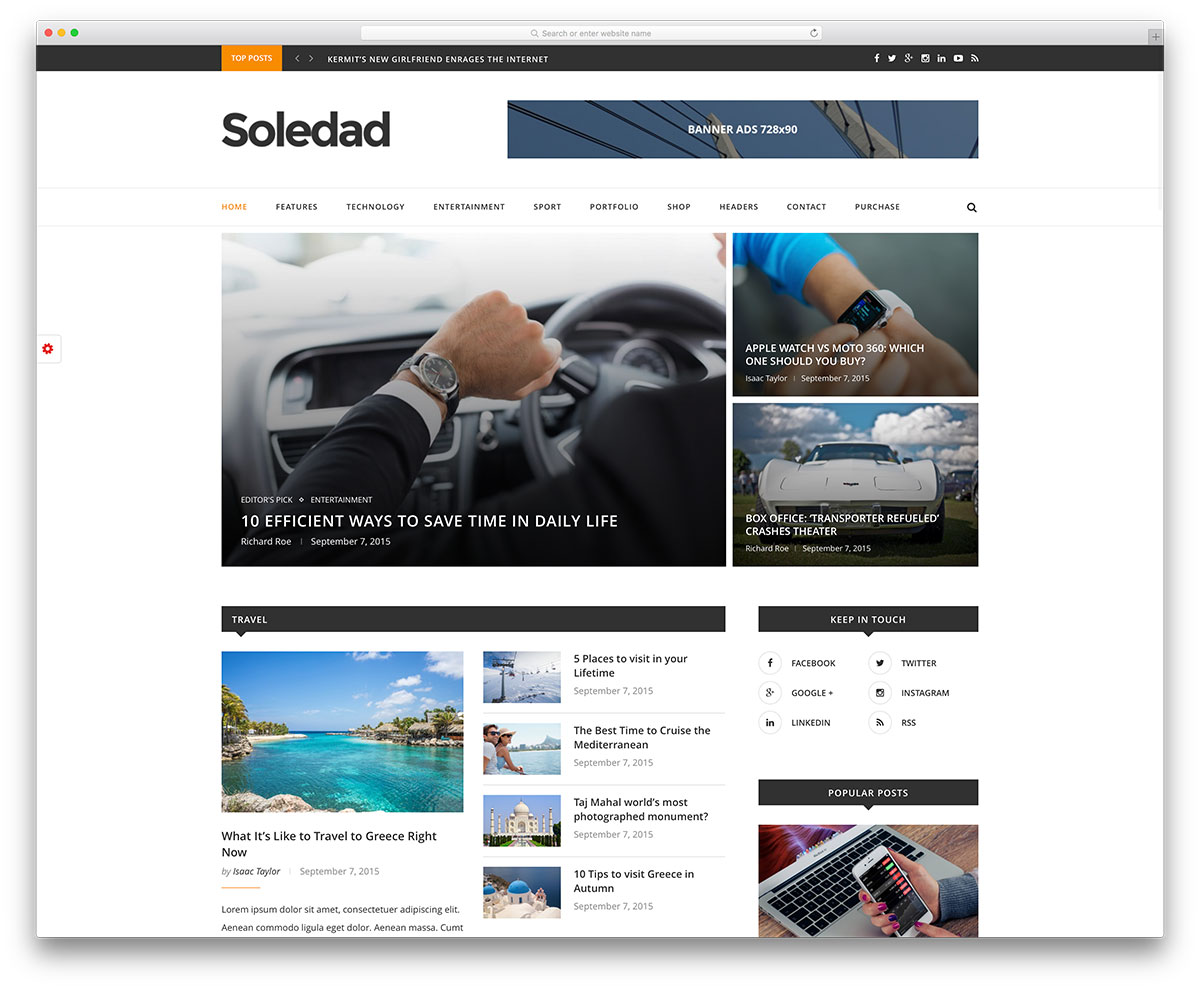 Search or enter website name
TOP POSTS
KERMIT'S NEW GIRLFRIEND ENRAGES THE INTERNET
Soledad
BANNER ADS 728x90
HOME FEATURES TECHNOLOGY ENTERTAINMENT SPORT PORTFOLIO SHOP HEADERS CONTACT PURCHASE
EDITOR'S PICK ENTERTAINMENT
10 EFFICIENT WAYS TO SAVE TIME IN DAILY LIFE
Richard Roe | September 7, 2015
APPLE WATCH VS MOTO 360: WHICH
ONE SHOULD YOU BUY?
Isaac Taylor | September 7, 2015
BOX OFFICE: ‘TRANSPORTER REFUELED’
CRASHES THEATER
Richard Roe | September 7, 2015
TRAVEL
What It’s Like to Travel to Greece Right
Now
by Isaac Taylor | September 7, 2015
Lorem ipsum dolor sit amet, consectetuer adipiscing elit.
Aenean commodo ligula eget dolor. Aenean massa. Cumt
5 Places to visit in your
Lifetime
September 7, 2015
The Best Time to Cruise the
Mediterranean
September 7, 2015
Taj Mahal world’s most
photographed monument?
September 7, 2015
10 Tips to visit Greece in
Autumn
September 7, 2015
KEEP IN TOUCH
FACEBOOK TWITTER
GOOGLE + INSTAGRAM
LINKEDIN RSS
POPULAR POSTS